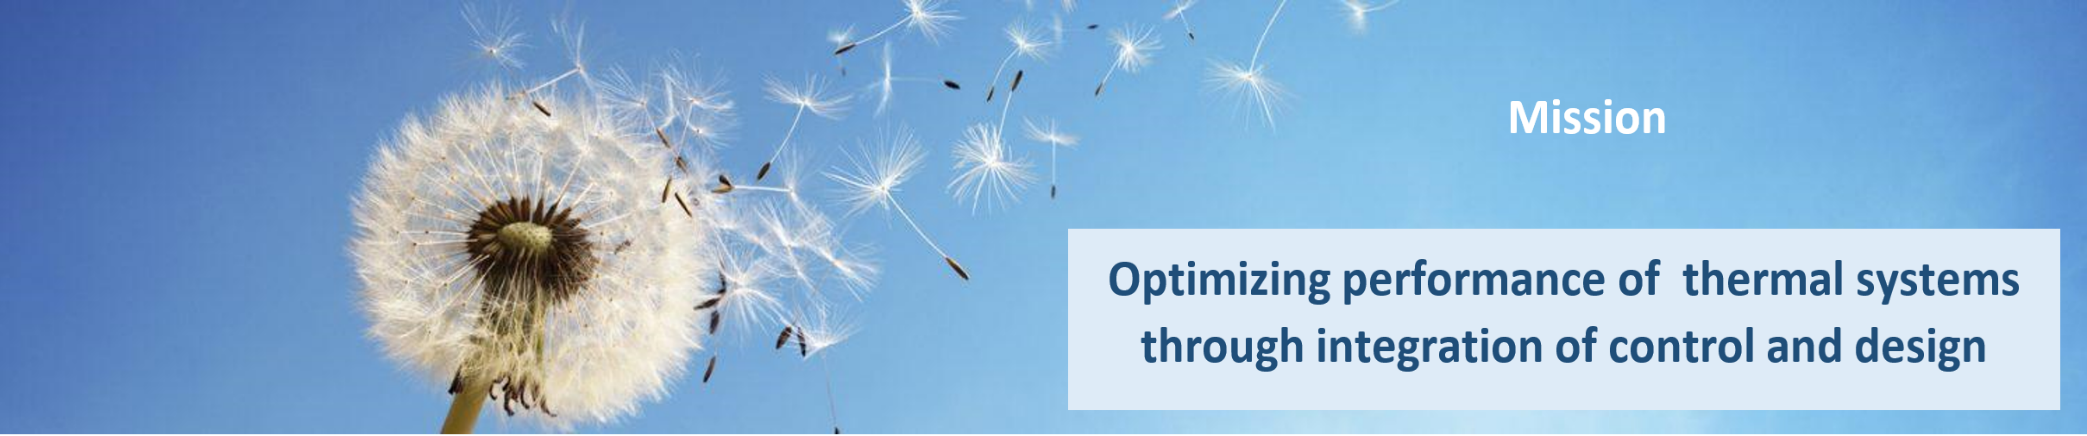 Mission
Optimizing performance of  thermal systems
through integration of control and design